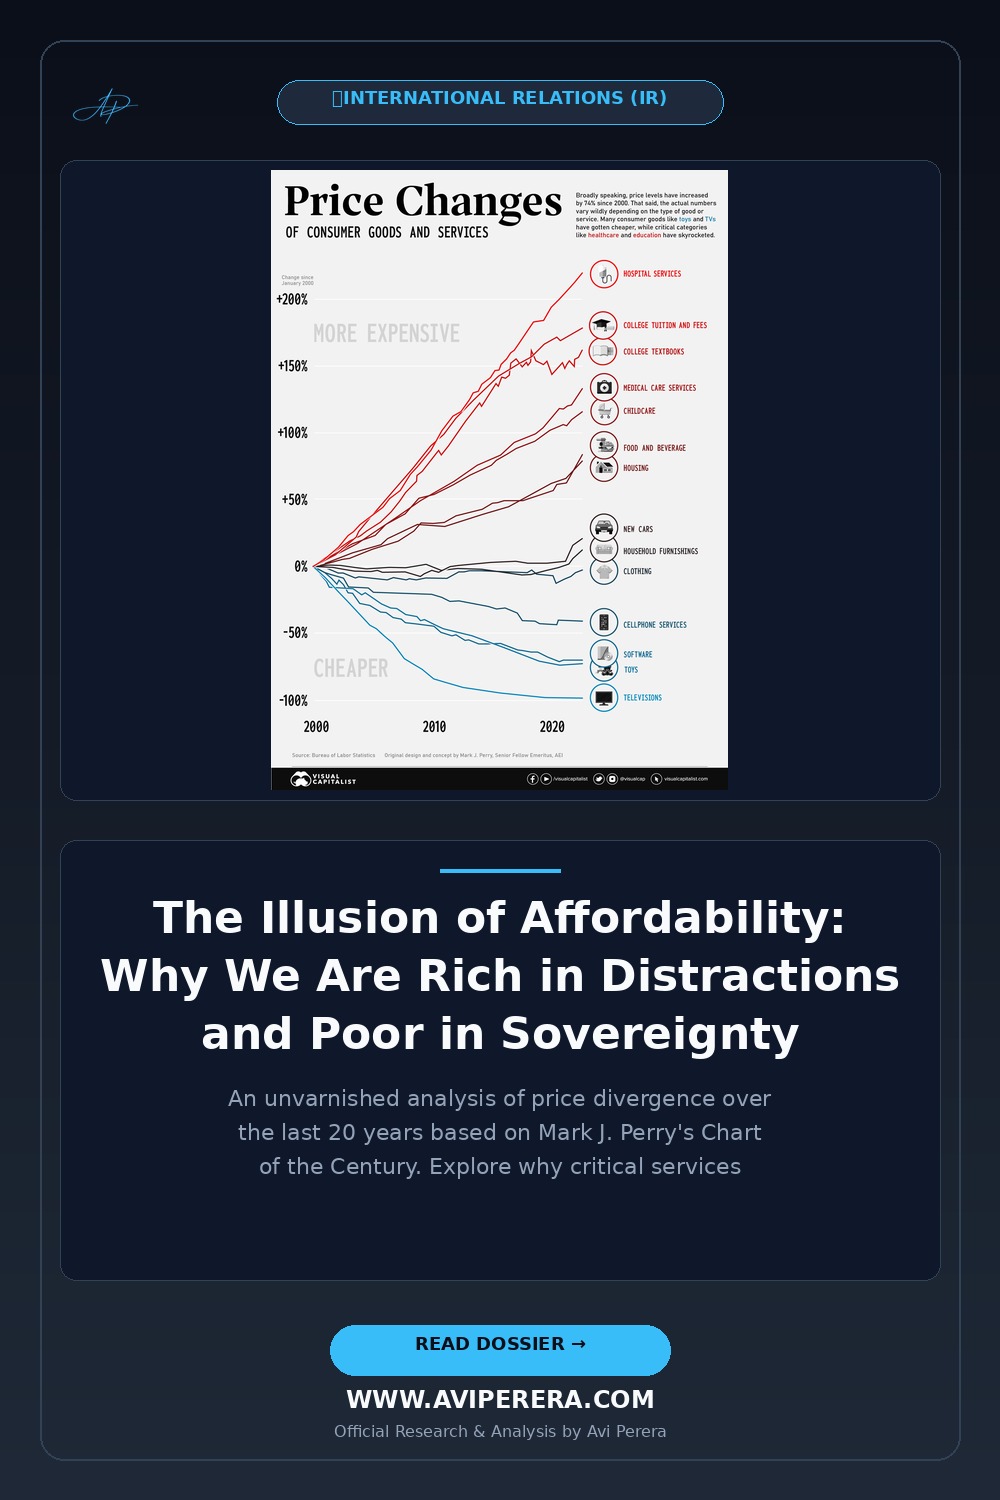 INTERNATIONAL RELATIONS (IR)
Price Changes
OF CONSUMER GOODS AND SERVICES
Broadly speaking, price levels have increased
by 74% since 2000. That said, the actual numbers
vary wildly depending on the type of good or
service. Many consumer goods like toys and TVs
have gotten cheaper, while critical categories
like healthcare and education have skyrocketed.
Change since
January 2000
+200%
MORE EXPENSIVE
+150%
+100%
+50%
0%
-50%
CHEAPER
-100%
HOSPITAL SERVICES
COLLEGE TUITION AND FEES
COLLEGE TEXTBOOKS
MEDICAL CARE SERVICES
CHILDCARE
FOOD AND BEVERAGE
HOUSING
NEW CARS
HOUSEHOLD FURNISHINGS
CLOTHING
CELLPHONE SERVICES
SOFTWARE
TOYS
TELEVISIONS
2000 2010 2020
Source: Bureau of Labor Statistics Original design and concept by Mark J. Perry, Senior Fellow Emeritus, AEI
VISUAL
CAPITALIST
/visualcapitalist @visualcap visualcapitalist.com
The Illusion of Affordability:
Why We Are Rich in Distractions
and Poor in Sovereignty
An unvarnished analysis of price divergence over
the last 20 years based on Mark J. Perry's Chart
of the Century. Explore why critical services
READ DOSSIER →
WWW.AVIPERERA.COM
Official Research & Analysis by Avi Perera